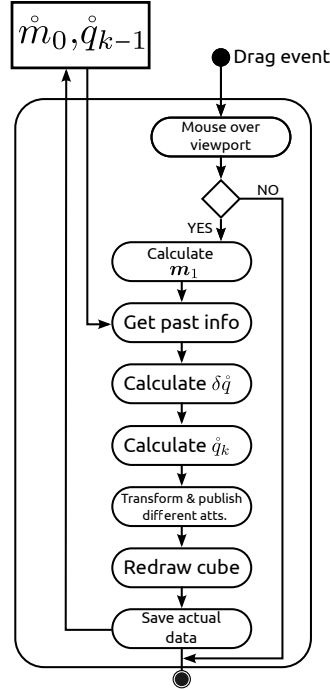 m̊₀,q̊ₖ₋₁
Drag event
Mouse over
viewport
NO
YES
Calculate
m₁
Get past info
Calculate δq̊
Calculate q̊ₖ
Transform & publish
different atts.
Redraw cube
Save actual
data